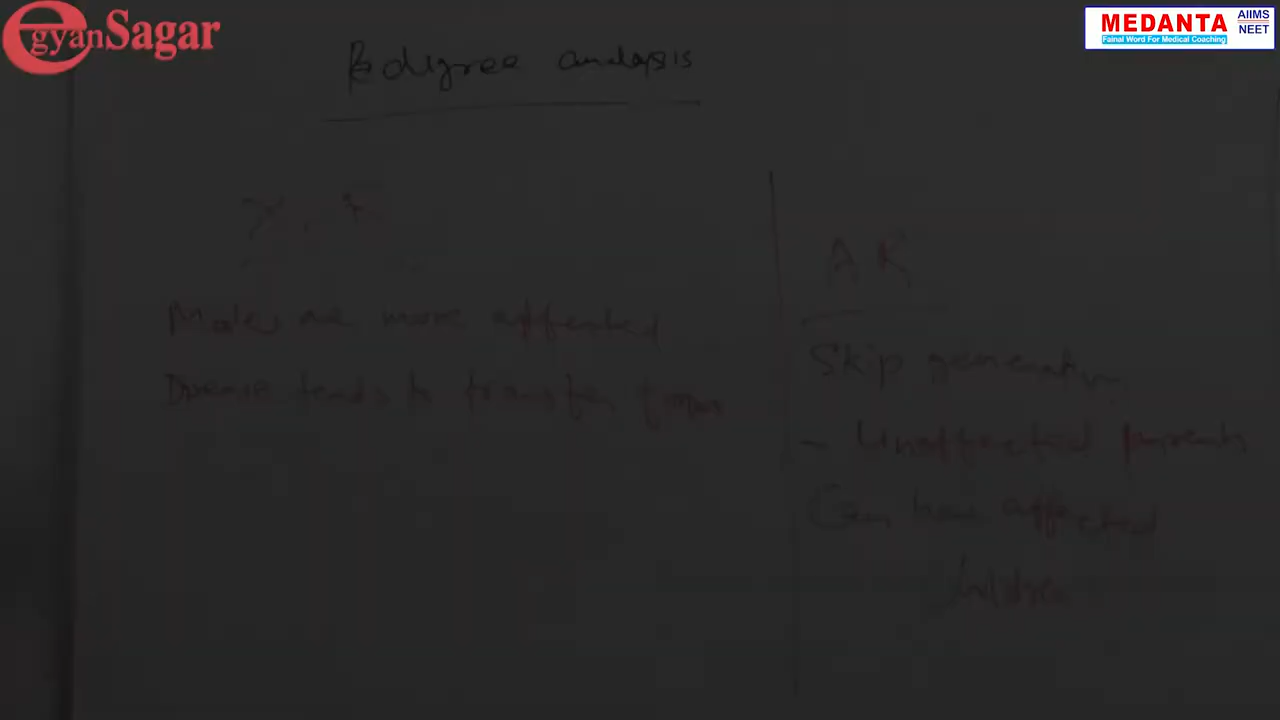 egyanSagar
MEDANTA
AIIMS
NEET
Fainal Word For Medical Coaching
Pedigree analysis
Males are more affected
Disease tends to transfer from
AR
Skip generation
- Unaffected parents
Can have affected
children